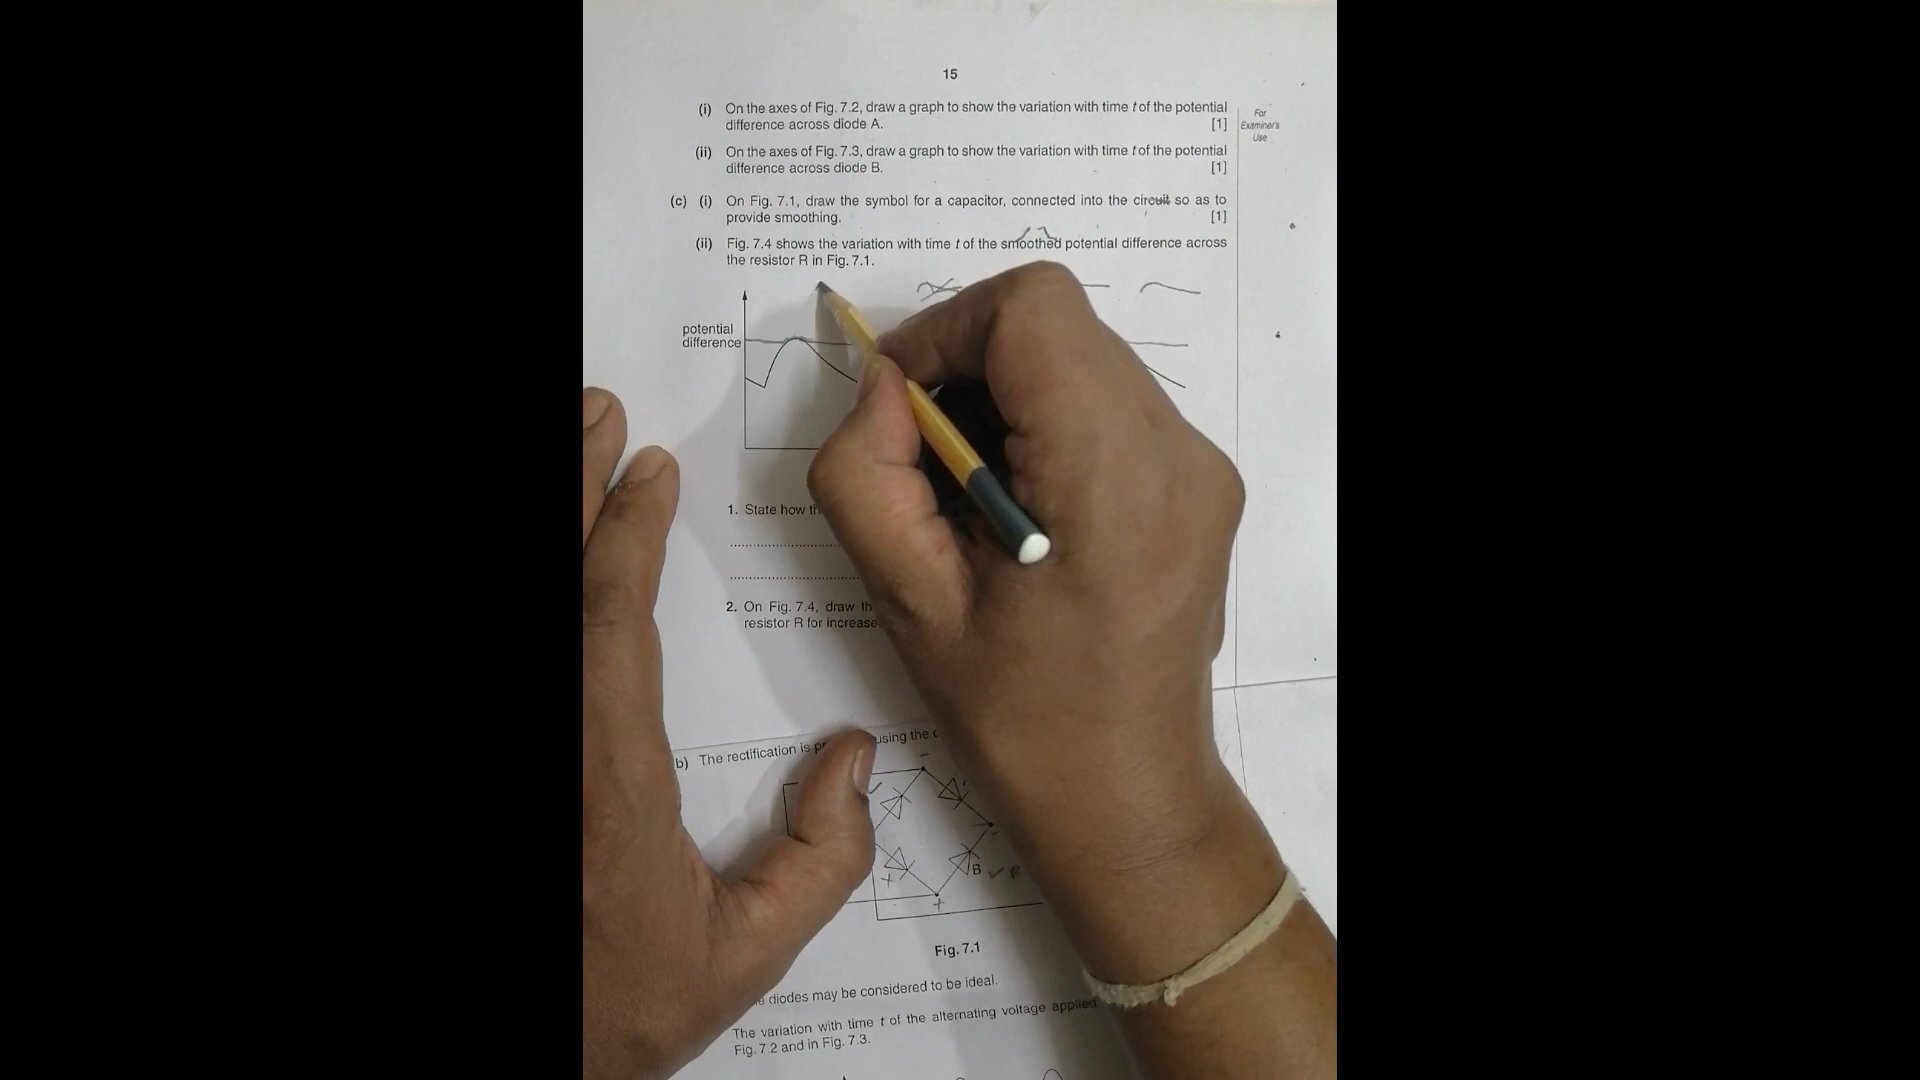 15
(i) On the axes of Fig. 7.2, draw a graph to show the variation with time t of the potential
difference across diode A. [1]
For
Examiner's
Use
(ii) On the axes of Fig. 7.3, draw a graph to show the variation with time t of the potential
difference across diode B. [1]
(c) (i) On Fig. 7.1, draw the symbol for a capacitor, connected into the circuit so as to
provide smoothing. [1]
(ii) Fig. 7.4 shows the variation with time t of the smoothed potential difference across
the resistor R in Fig. 7.1.
potential
difference
1. State how
2. On Fig. 7.4, draw
resistor R for
b) The rectification is using the
B
Fig. 7.1
diodes may be considered to be ideal.
The variation with time t of the alternating voltage applied
Fig. 7.2 and in Fig. 7.3.